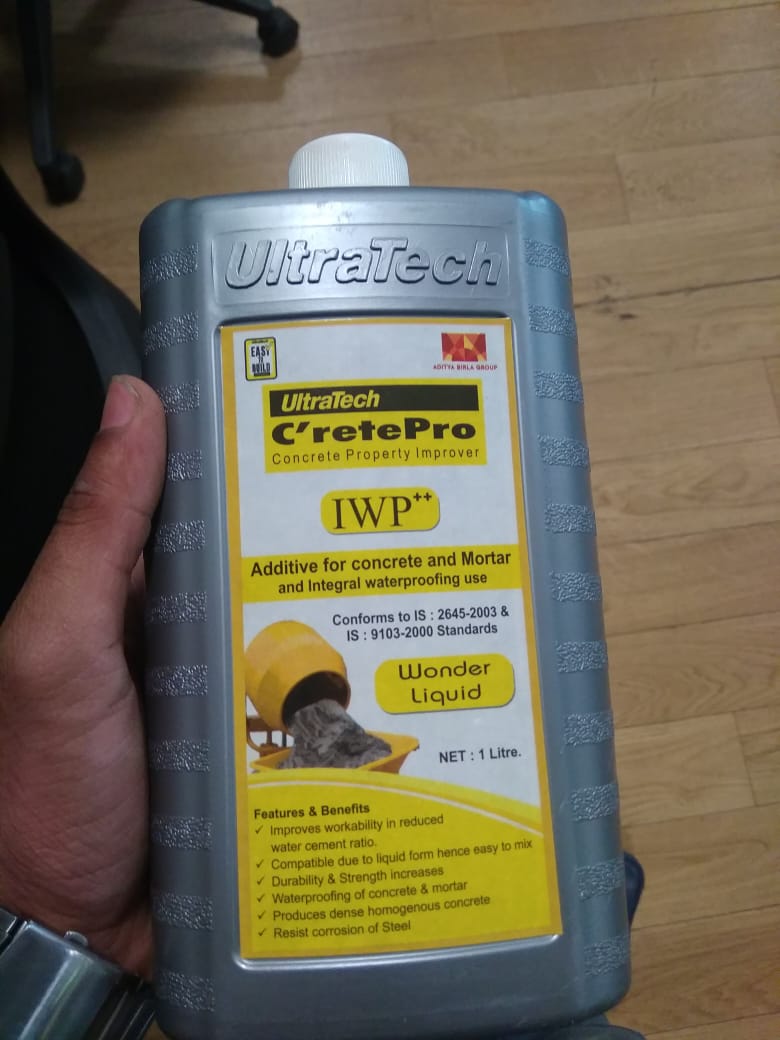 UltraTech
EASY
TO
BUILD
ADITYA BIRLA GROUP
UltraTech
C'retePro
Concrete Property Improver
IWP++
Additive for concrete and Mortar
and Integral waterproofing use
Conforms to IS : 2645-2003 &
IS : 9103-2000 Standards
Wonder
Liquid
NET : 1 Litre.
Features & Benefits
✓ Improves workability in reduced
water cement ratio.
✓ Compatible due to liquid form hence easy to mix
✓ Durability & Strength increases
✓ Waterproofing of concrete & mortar
✓ Produces dense homogenous concrete
✓ Resist corrosion of Steel